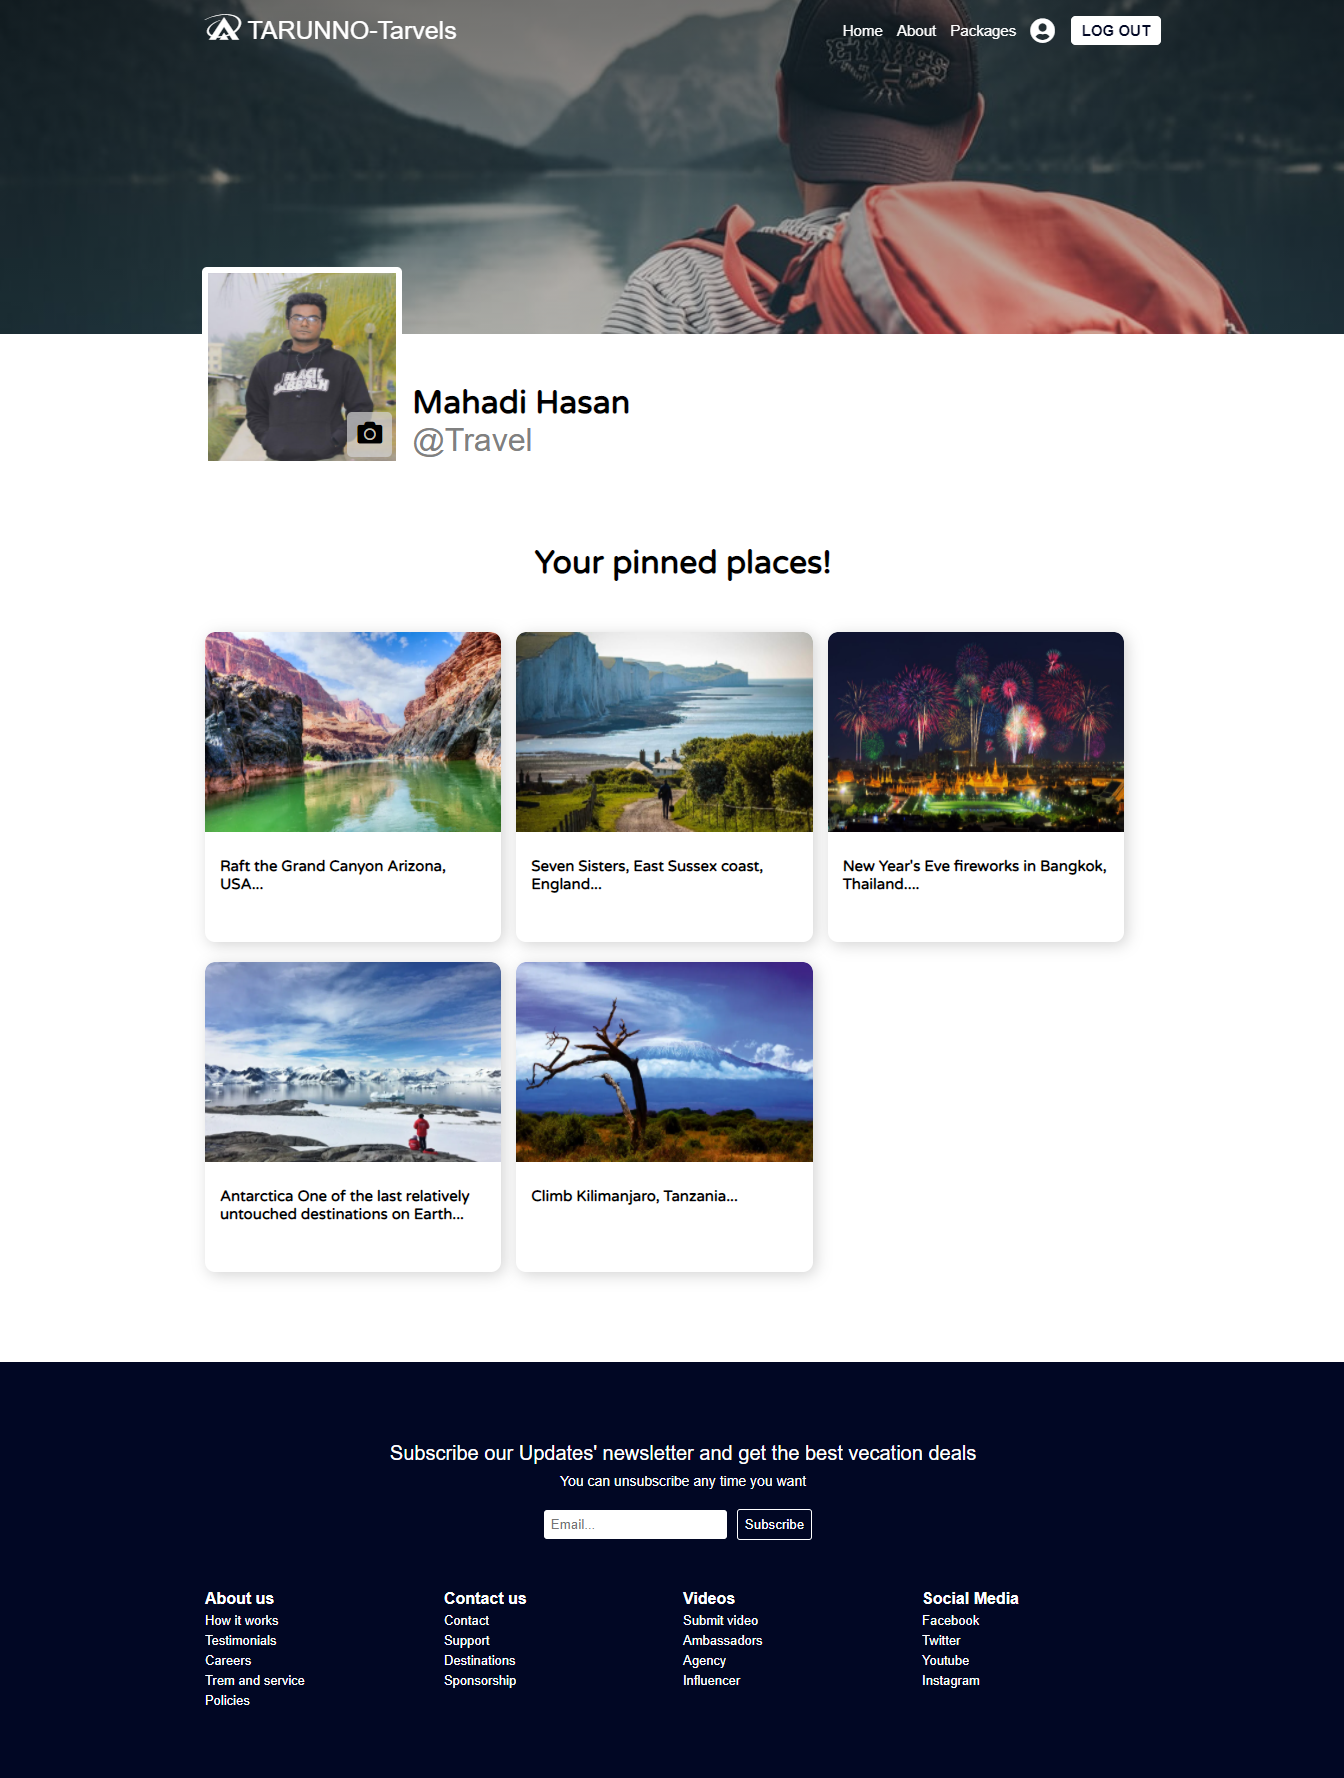 TARUNNO-Tarvels
Home About Packages LOG OUT
BLACK
SABBATH
Mahadi Hasan
@Travel
Your pinned places!
Raft the Grand Canyon Arizona,
USA...
Seven Sisters, East Sussex coast,
England...
New Year's Eve fireworks in Bangkok,
Thailand....
Antarctica One of the last relatively
untouched destinations on Earth...
Climb Kilimanjaro, Tanzania...
Subscribe our Updates' newsletter and get the best vecation deals
You can unsubscribe any time you want
Email...
Subscribe
About us
How it works
Testimonials
Careers
Trem and service
Policies
Contact us
Contact
Support
Destinations
Sponsorship
Videos
Submit video
Ambassadors
Agency
Influencer
Social Media
Facebook
Twitter
Youtube
Instagram